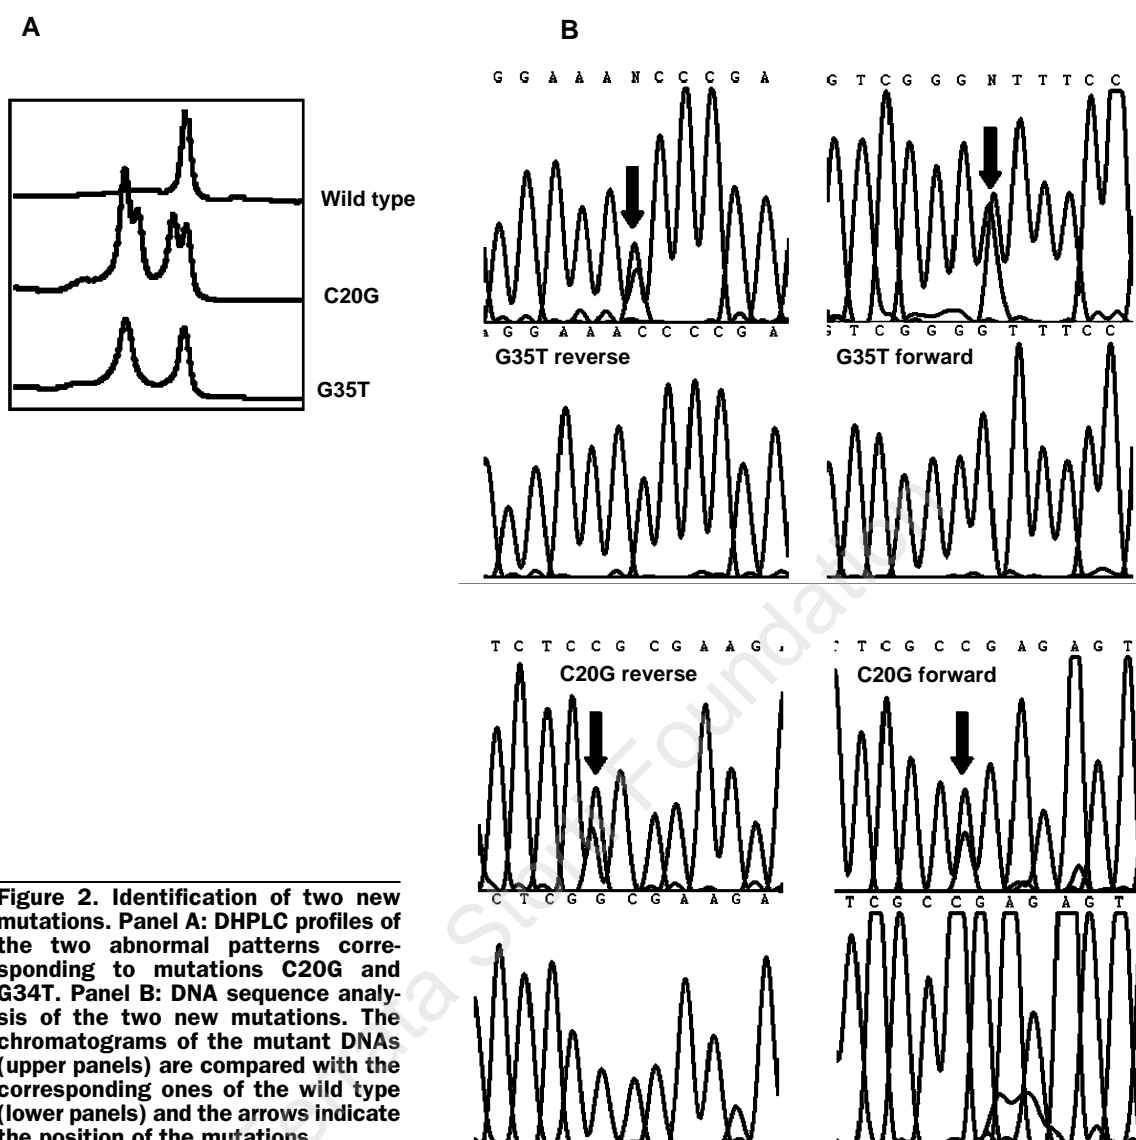 A
B
Wild type
C20G
G35T
G G A A A N C C C G A
G T C G G G N T T T C C
A G G A A A C C C C G A
G35T reverse
G T C G G G G T T T C C
G35T forward
T C T C C G C G A A G
C20G reverse
T T C G C C G A G A G T
C20G forward
C T C G G C G A A G A
T C G C C G A G A G T
Figure 2. Identification of two new
mutations. Panel A: DHPLC profiles of
the two abnormal patterns corre-
sponding to mutations C20G and
G34T. Panel B: DNA sequence analy-
sis of the two new mutations. The
chromatograms of the mutant DNAs
(upper panels) are compared with the
corresponding ones of the wild type
(lower panels) and the arrows indicate
the position of the mutations.
rata Storti Foundation